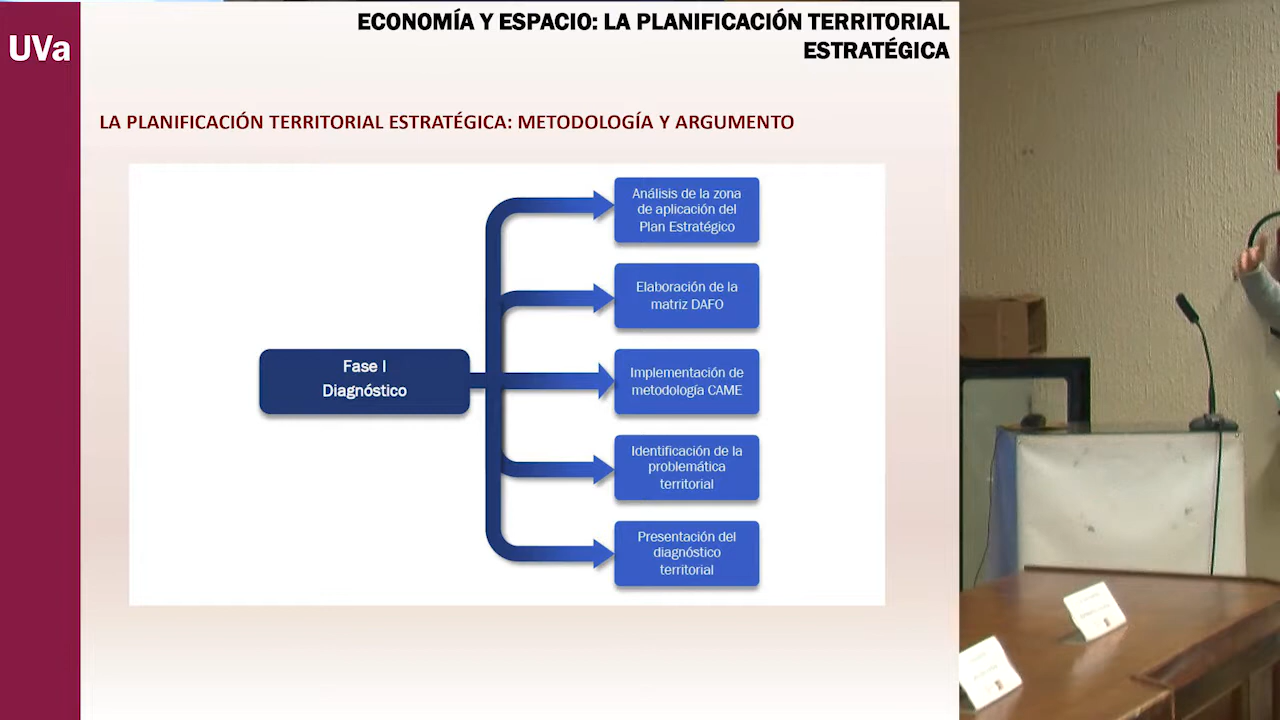 UVa
ECONOMÍA Y ESPACIO: LA PLANIFICACIÓN TERRITORIAL
ESTRATÉGICA
LA PLANIFICACIÓN TERRITORIAL ESTRATÉGICA: METODOLOGÍA Y ARGUMENTO
Fase I
Diagnóstico
Análisis de la zona
de aplicación del
Plan Estratégico
Elaboración de la
matriz DAFO
Implementación de
metodología CAME
Identificación de la
problemática
territorial
Presentación del
diagnóstico
territorial